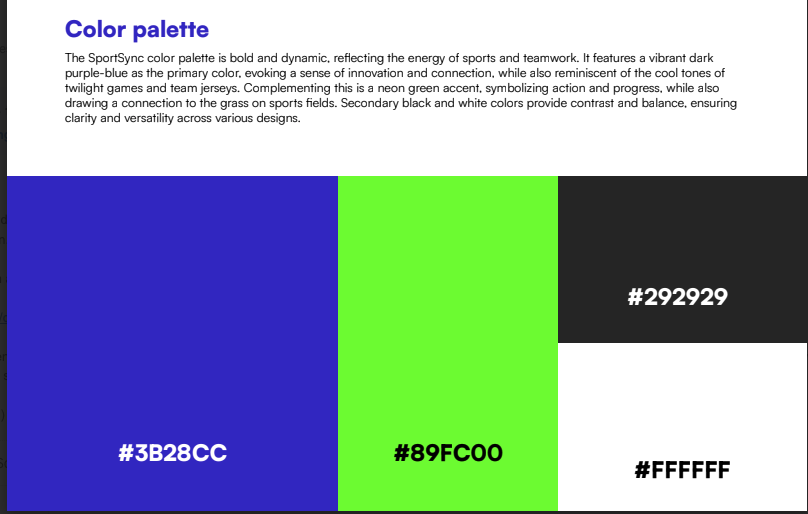 Color palette
The SportSync color palette is bold and dynamic, reflecting the energy of sports and teamwork. It features a vibrant dark
purple-blue as the primary color, evoking a sense of innovation and connection, while also reminiscent of the cool tones of
twilight games and team jerseys. Complementing this is a neon green accent, symbolizing action and progress, while also
drawing a connection to the grass on sports fields. Secondary black and white colors provide contrast and balance, ensuring
clarity and versatility across various designs.
#292929
#3B28CC
#89FC00
#FFFFFF